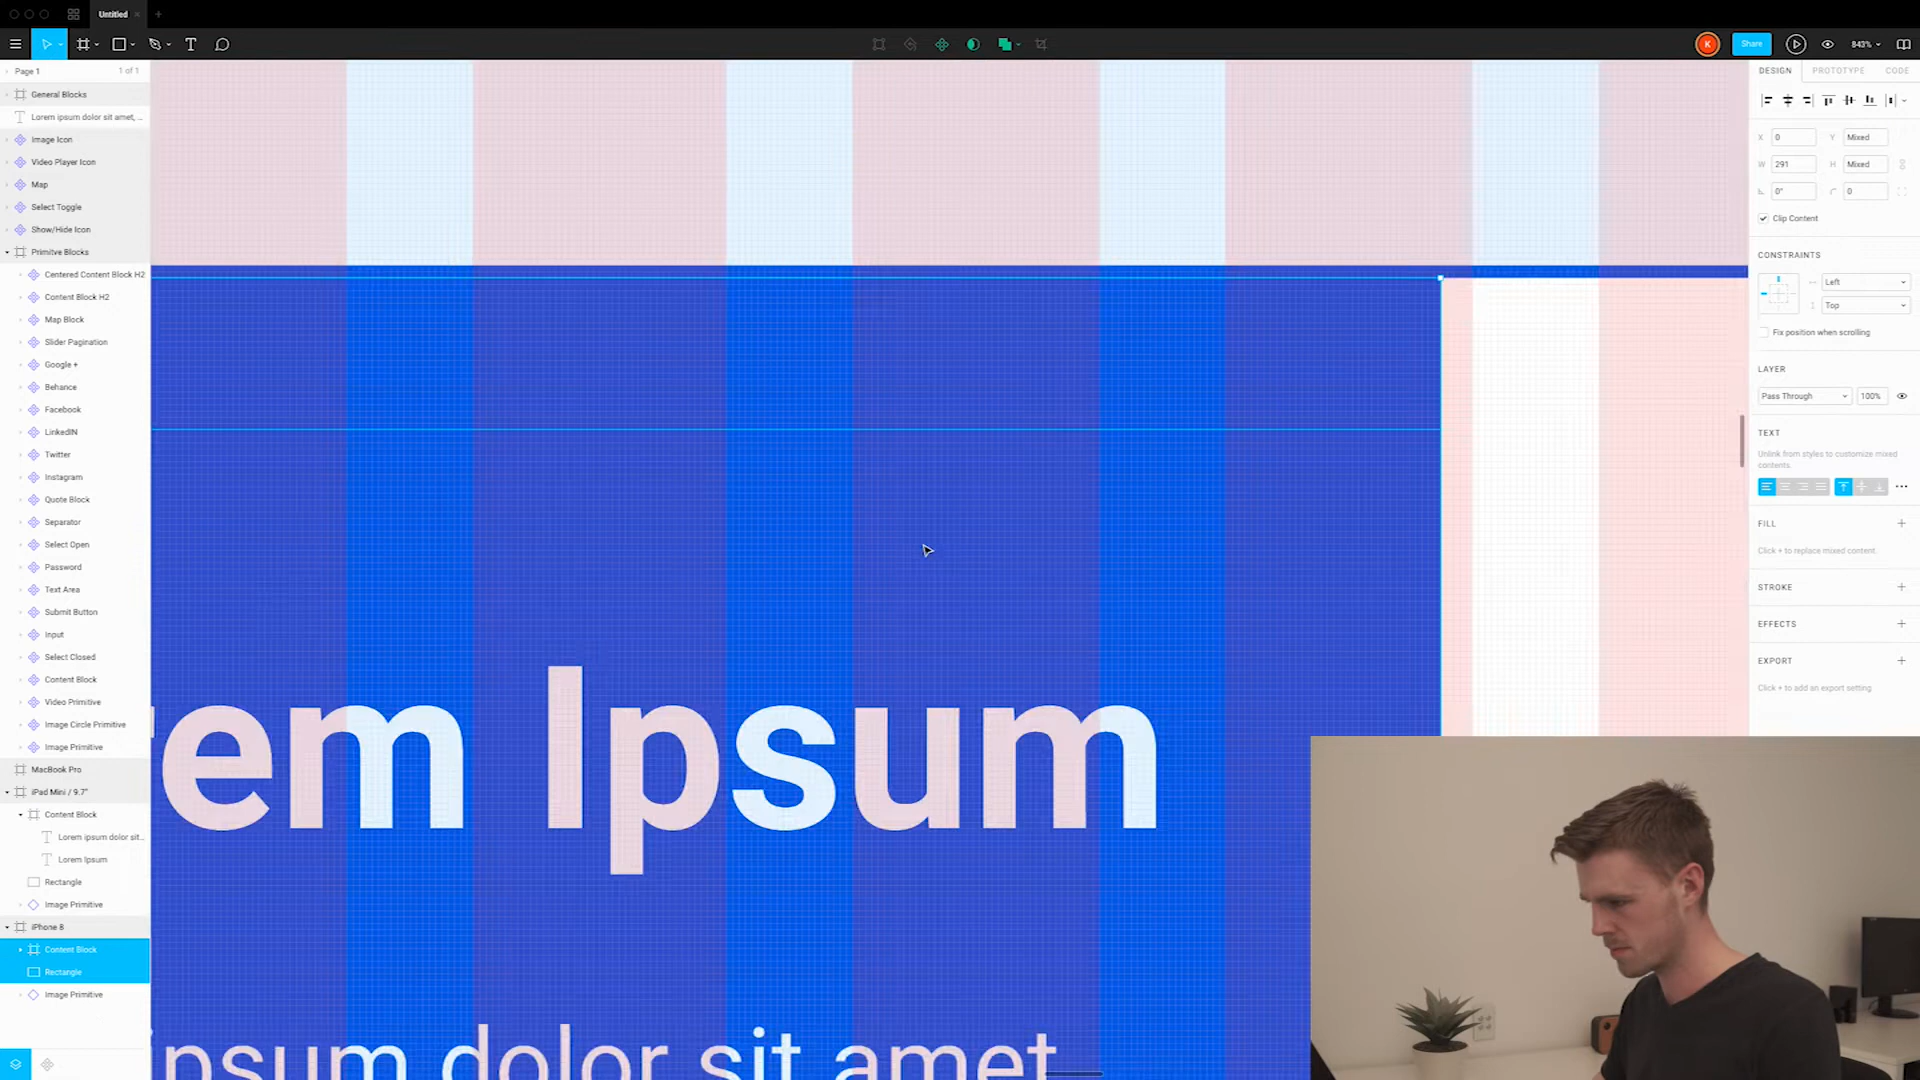 Untitled
K
Share
843%
Page 1
1 of 1
General Blocks
Lorem ipsum dolor sit amet, ...
Image Icon
Video Player Icon
Map
Select Toggle
Show/Hide Icon
Primitve Blocks
Centered Content Block H2
Content Block H2
Map Block
Slider Pagination
Google +
Behance
Facebook
LinkedIN
Twitter
Instagram
Quote Block
Separator
Select Open
Password
Text Area
Submit Button
Input
Select Closed
Content Block
Video Primitive
Image Circle Primitive
Image Primitive
MacBook Pro
iPad Mini / 9.7"
Content Block
Lorem ipsum dolor sit...
Lorem Ipsum
Rectangle
Image Primitive
iPhone 8
Content Block
Rectangle
Image Primitive
rem Ipsum
psum dolor sit amet
DESIGN PROTOTYPE CODE
X 0 Y Mixed
W 291 H Mixed
0° 0
Clip Content
CONSTRAINTS
Left
Top
Fix position when scrolling
LAYER
Pass Through 100%
TEXT
Unlink from styles to customize mixed
contents.
FILL
Click + to replace mixed content.
STROKE
EFFECTS
EXPORT
Click + to add an export setting